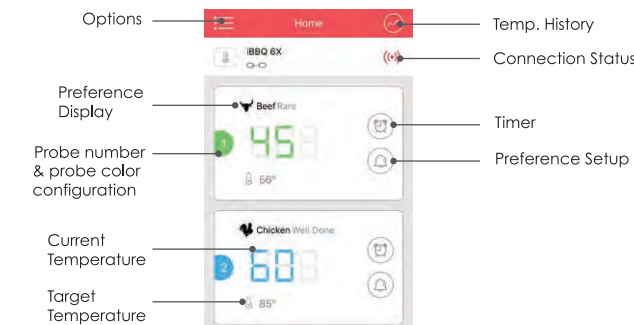 Options
Home
Temp. History
iBBQ 6X
Connection Status
Preference
Display
Beef Rare
Timer
1
45
Probe number
& probe color
configuration
Preference Setup
56°
Chicken Well Done
Current
Temperature
2
60
Target
Temperature
85°